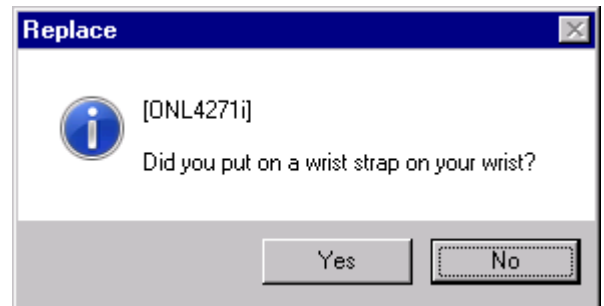 Replace
[ONL4271i]
Did you put on a wrist strap on your wrist?
Yes
No